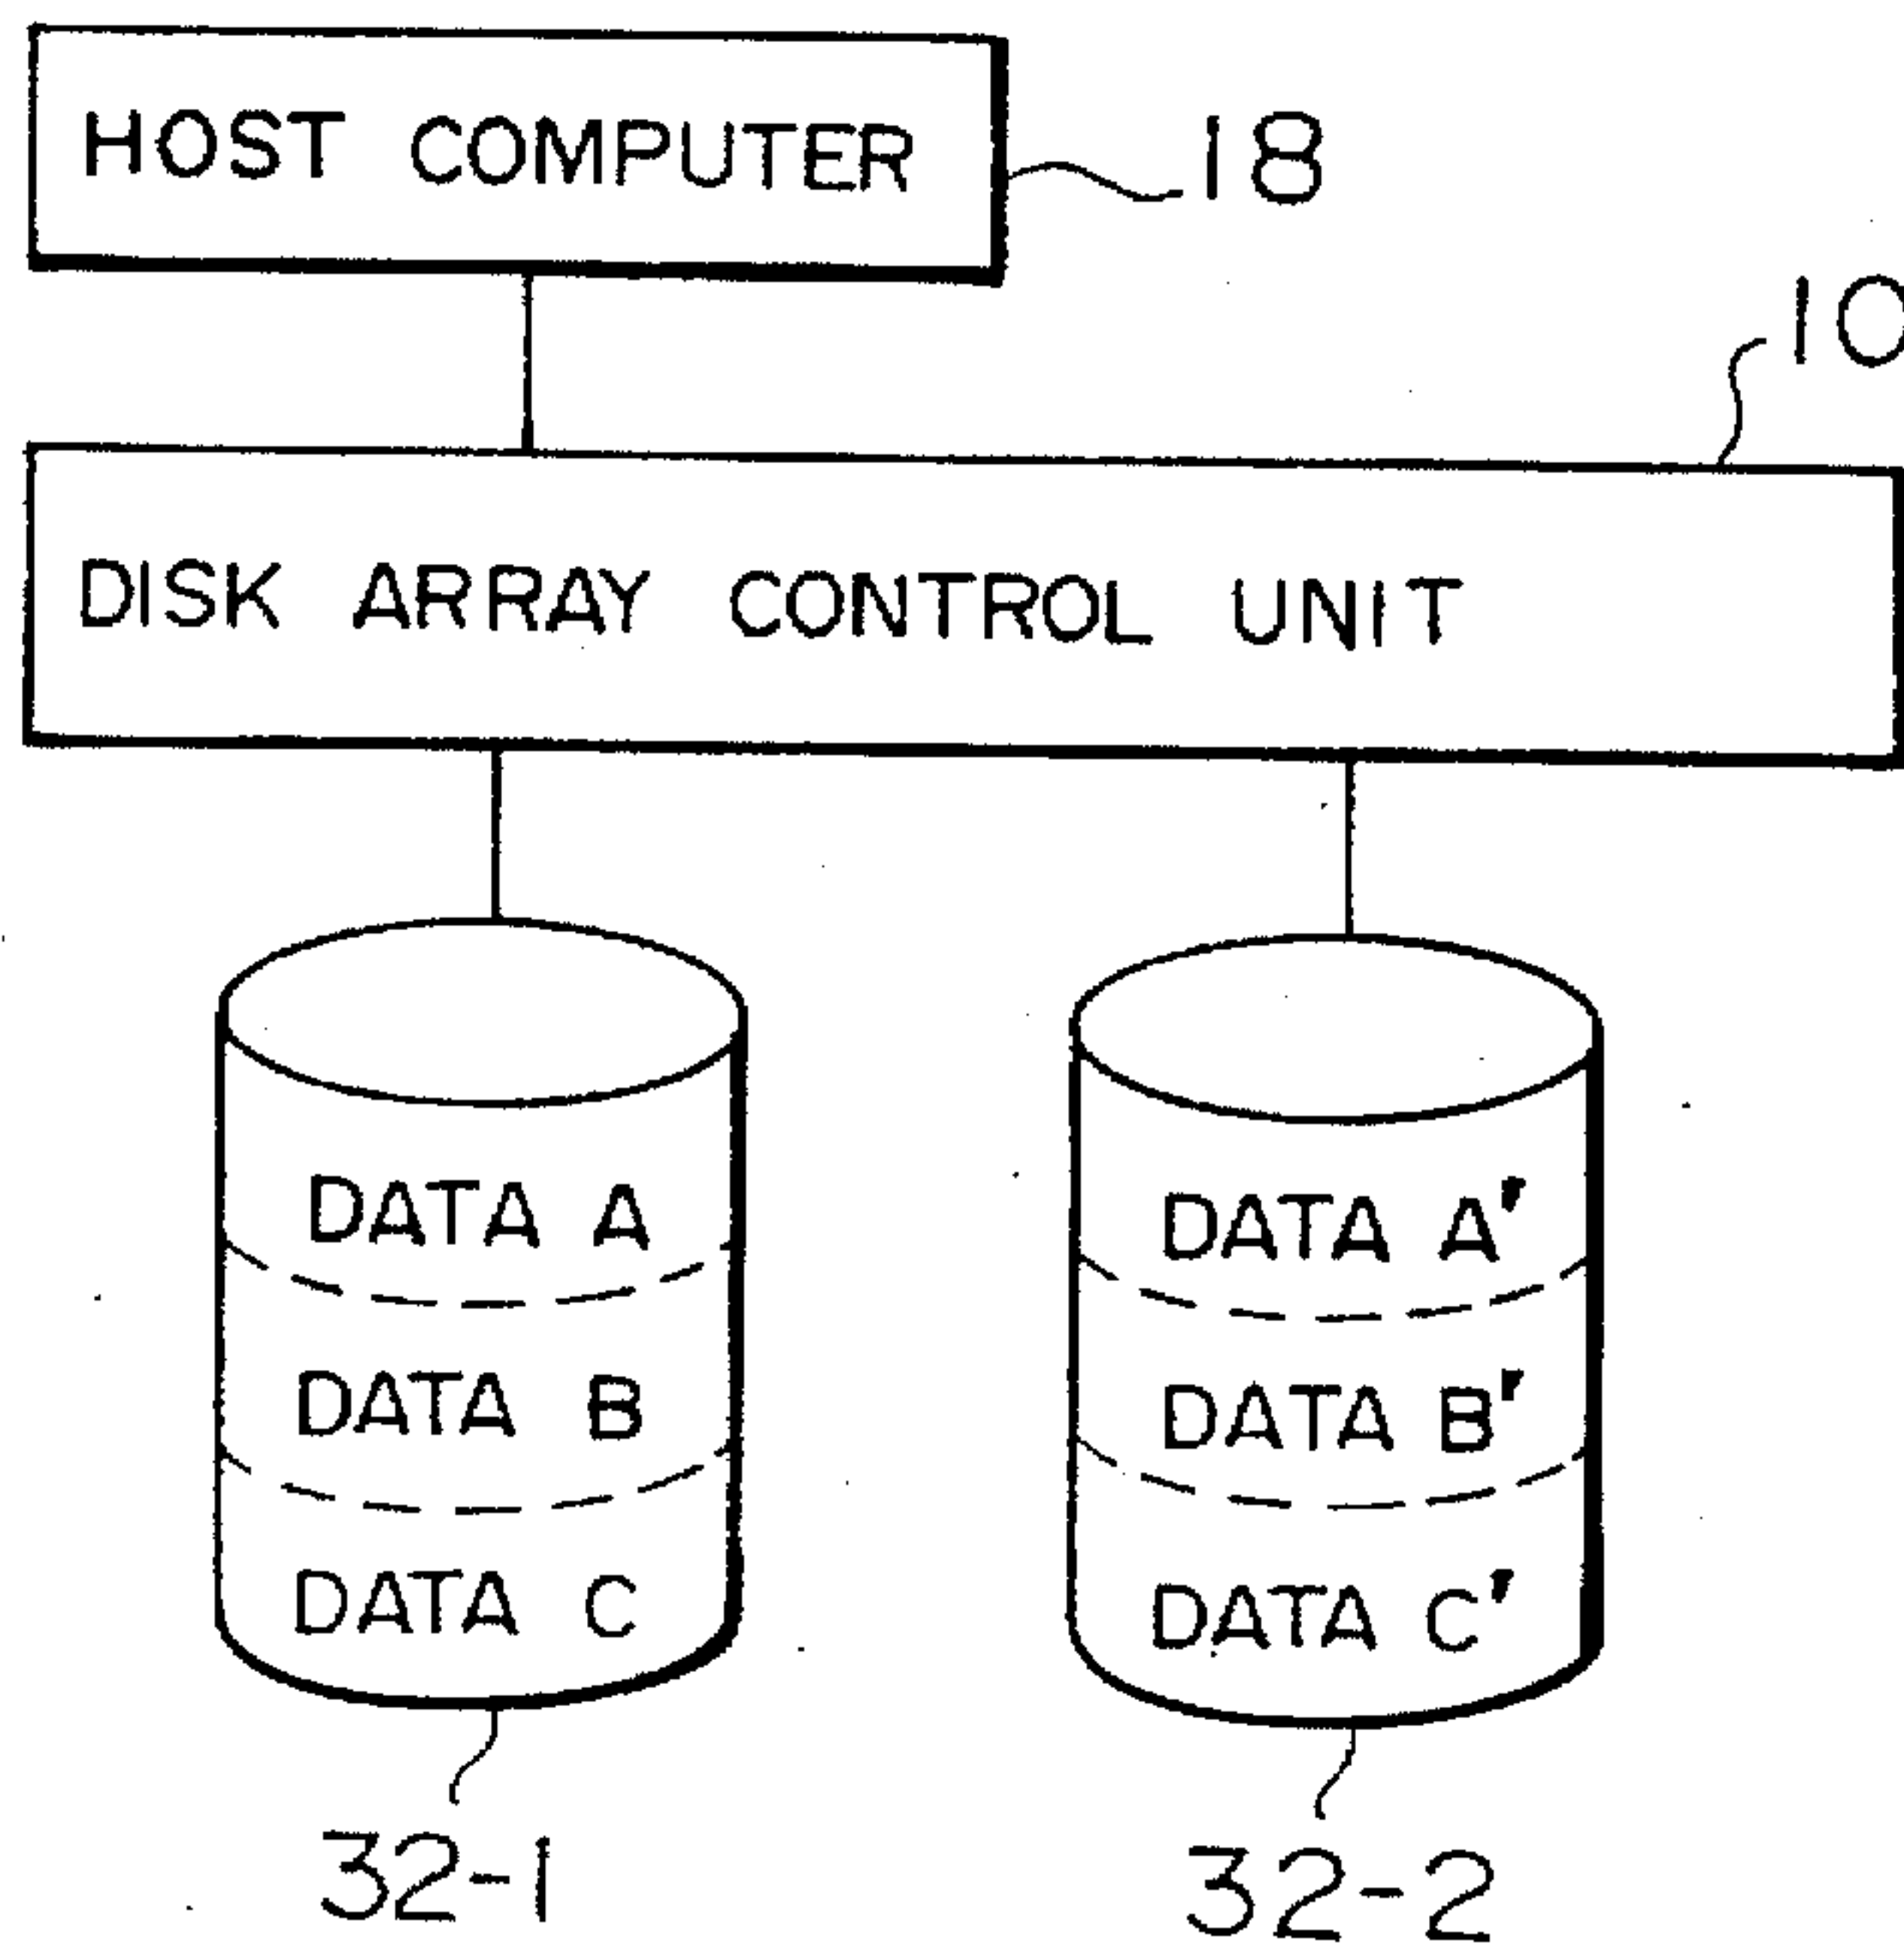 HOST COMPUTER
18
10
DISK ARRAY CONTROL UNIT
DATA A
DATA A'
DATA B
DATA B'
DATA C
DATA C'
32-1
32-2